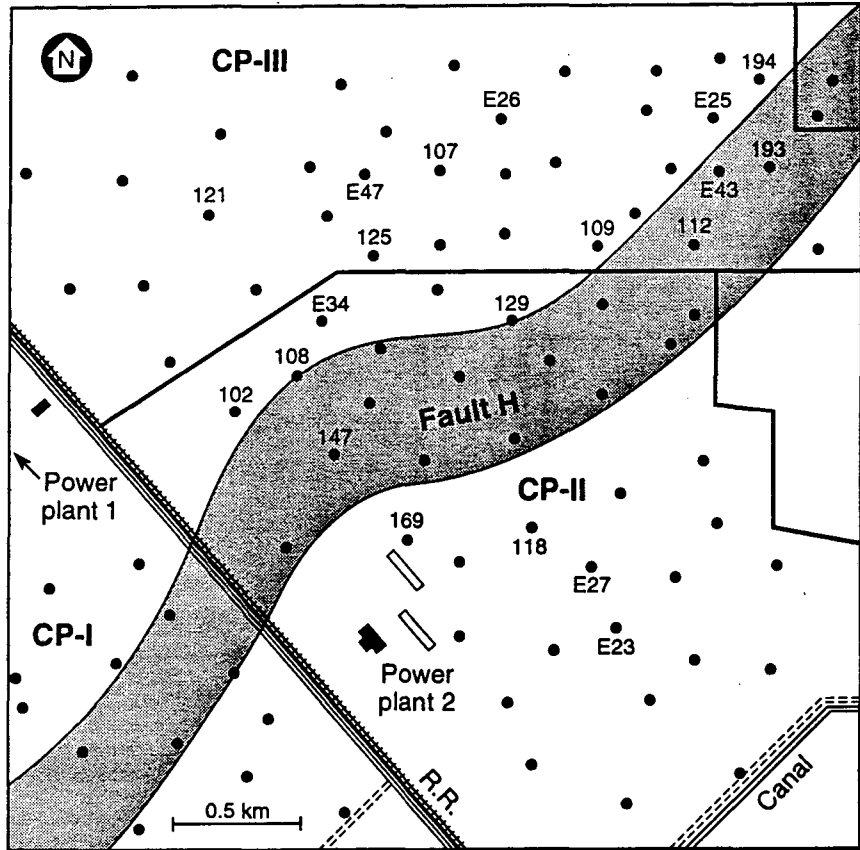 N
CP-III
194
E26
E25
107
193
E47
E43
121
109
112
125
E34
129
108
102
Fault H
147
Power
plant 1
CP-II
169
118
E27
CP-I
E23
Power
plant 2
R.R.
Canal
0.5 km